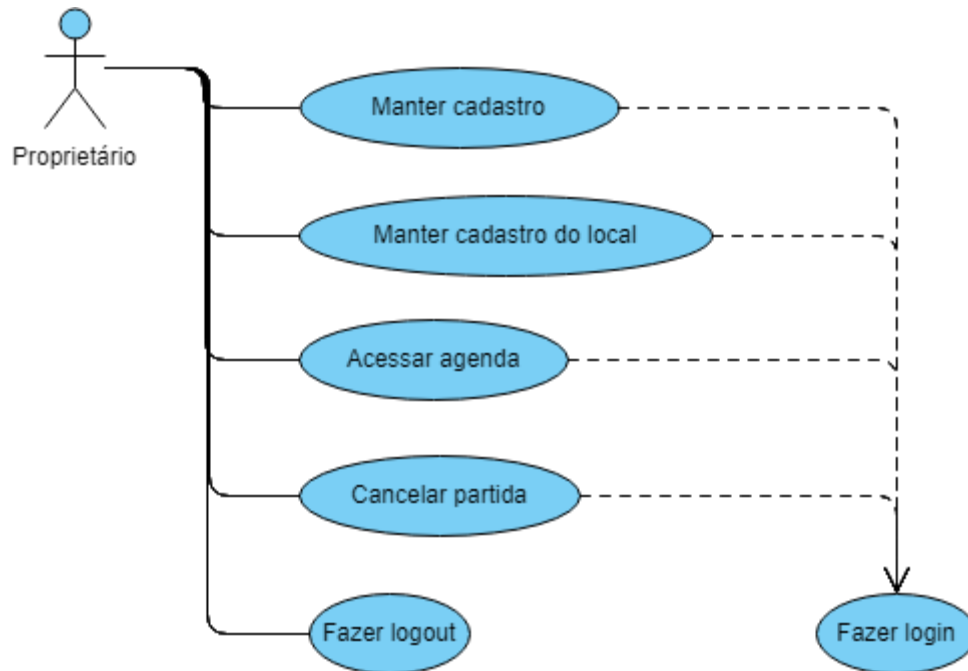 Manter cadastro
Proprietário
Manter cadastro do local
Acessar agenda
Cancelar partida
Fazer logout
Fazer login